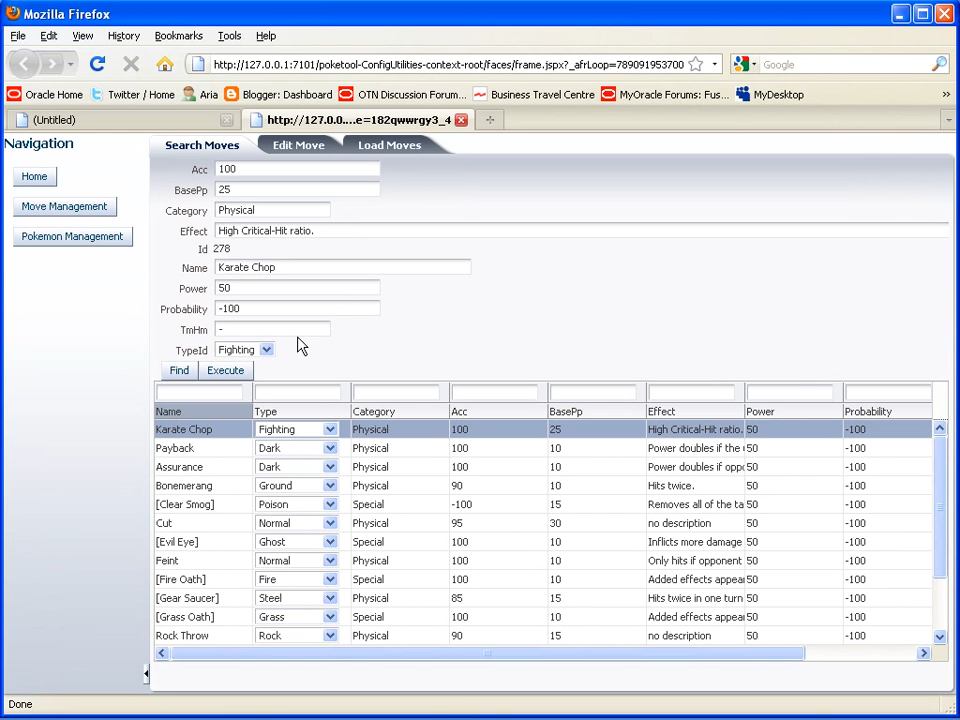 Mozilla Firefox
File Edit View History Bookmarks Tools Help
http://127.0.0.1:7101/poketool-ConfigUtilities-context-root/faces/frame.jspx?_afrLoop=789091953700 Google
Oracle Home Twitter / Home Aria Blogger: Dashboard OTN Discussion Forum... Business Travel Centre MyOracle Forums: Fus... MyDesktop »
(Untitled) http://127.0.0....e=182qwwrgy3_4
Navigation
Home
Move Management
Pokemon Management
Search Moves Edit Move Load Moves
Acc 100
BasePp 25
Category Physical
Effect High Critical-Hit ratio.
Id 278
Name Karate Chop
Power 50
Probability -100
TmHm -
TypeId Fighting
Find Execute
Name Type Category Acc BasePp Effect Power Probability
Karate Chop Fighting Physical 100 25 High Critical-Hit ratio. 50 -100
Payback Dark Physical 100 10 Power doubles if the 50 -100
Assurance Dark Physical 100 10 Power doubles if oppo 50 -100
Bonemerang Ground Physical 90 10 Hits twice. 50 -100
[Clear Smog] Poison Special -100 15 Removes all of the ta 50 -100
Cut Normal Physical 95 30 no description 50 -100
[Evil Eye] Ghost Special 100 10 Inflicts more damage 50 -100
Feint Normal Physical 100 10 Only hits if opponent 50 -100
[Fire Oath] Fire Special 100 10 Added effects appear 50 -100
[Gear Saucer] Steel Physical 85 15 Hits twice in one turn 50 -100
[Grass Oath] Grass Special 100 10 Added effects appear 50 -100
Rock Throw Rock Physical 90 15 no description 50 -100
Done